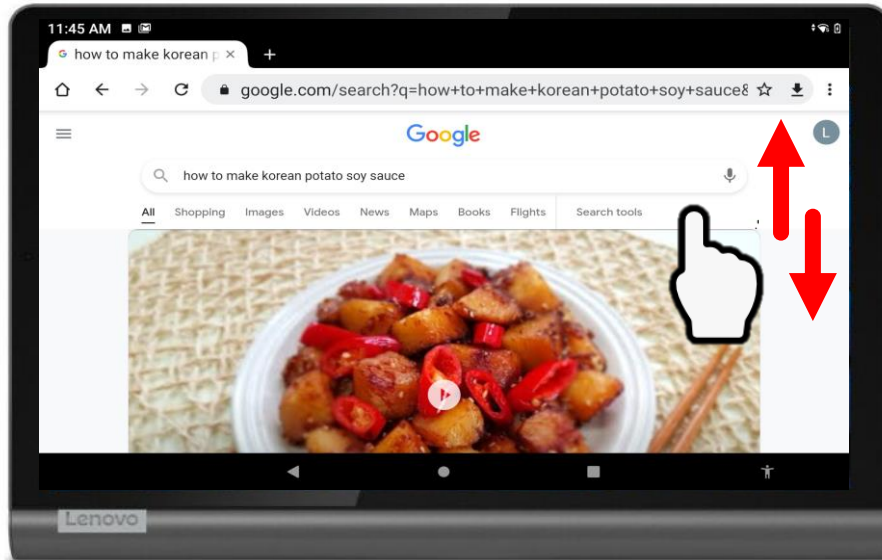 11:45 AM
how to make korean p
google.com/search?q=how+to+make+korean+potato+soy+sauce&
Google
L
how to make korean potato soy sauce
All Shopping Images Videos News Maps Books Flights Search tools
Lenovo